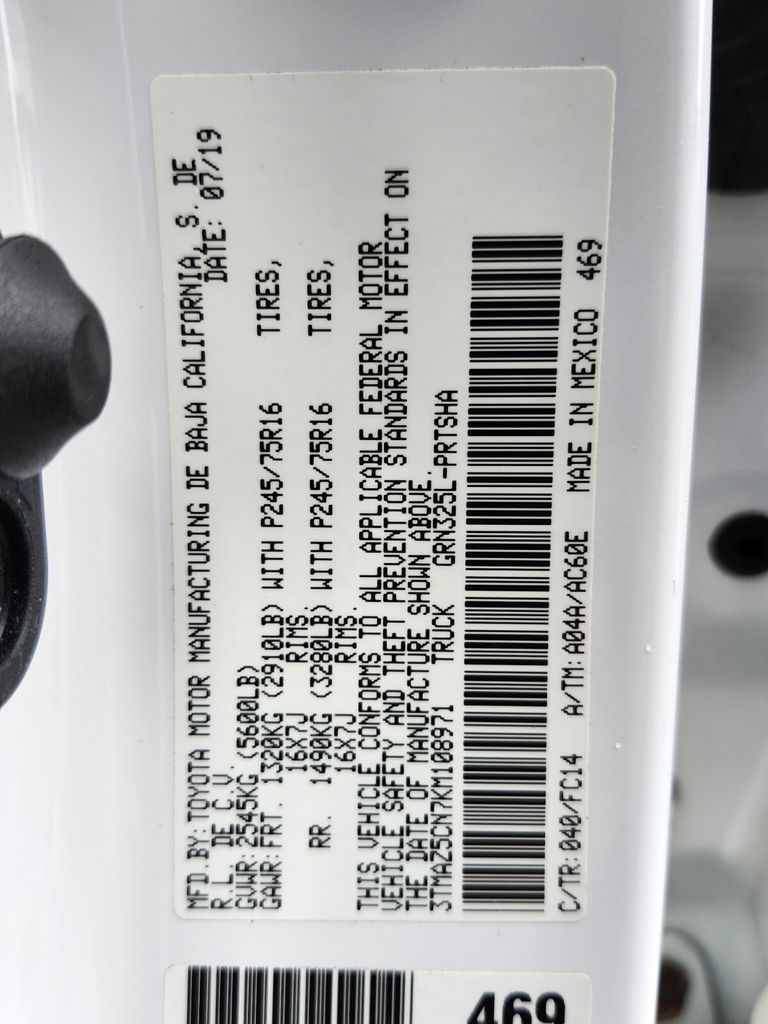 MFD.BY:TOYOTA MOTOR MANUFACTURING DE BAJA CALIFORNIA, S. DE
R.L. DE C.V. DATE: 07/19
GVWR:2545KG (5600LB)
GAWR:FRT. 1320KG (2910LB) WITH P245/75R16 TIRES,
16X7J RIMS.
RR. 1490KG (3280LB) WITH P245/75R16 TIRES,
16X7J RIMS.
THIS VEHICLE CONFORMS TO ALL APPLICABLE FEDERAL MOTOR
VEHICLE SAFETY AND THEFT PREVENTION STANDARDS IN EFFECT ON
THE DATE OF MANUFACTURE SHOWN ABOVE.
3TMAZ5CN7KM108971 TRUCK GRN325L-PRTSHA
C/TR:040/FC14 A/TM:A04A/AC60E MADE IN MEXICO 469
469